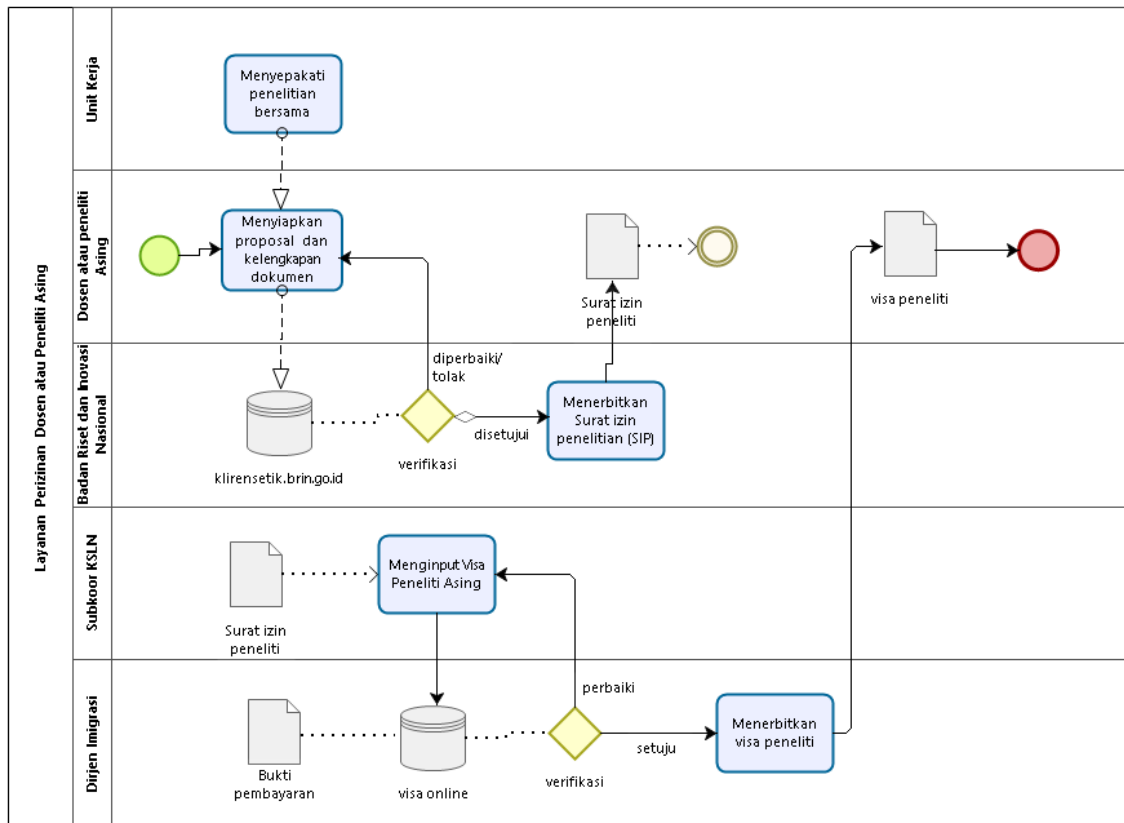 Layanan Perizinan Dosen atau Peneliti Asing
Unit Kerja
Menyepakati
penelitian
bersama
Dosen atau peneliti
Asing
Menyiapkan
proposal dan
kelengkapan
dokumen
Surat izin
peneliti
visa peneliti
Badan Riset dan Inovasi
Nasional
klirensetik.brin.go.id
diperbaiki/
tolak
verifikasi
disetujui
Menerbitkan
Surat izin
penelitian (SIP)
Subkoor KSLN
Surat izin
peneliti
Menginput Visa
Peneliti Asing
Dirjen Imigrasi
Bukti
pembayaran
visa online
perbaiki
verifikasi
setuju
Menerbitkan
visa peneliti